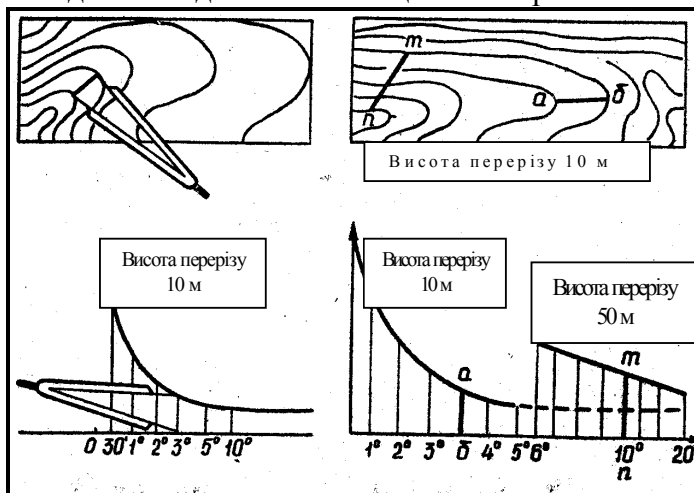 m
n
а
б
Висота перерізу 10 м
Висота перерізу
10 м
Висота перерізу
10 м
Висота перерізу
50 м
а
m
0 30' 1° 2° 3° 5° 10°
1° 2° 3° б 4° 5° 6° 10° 20°
n